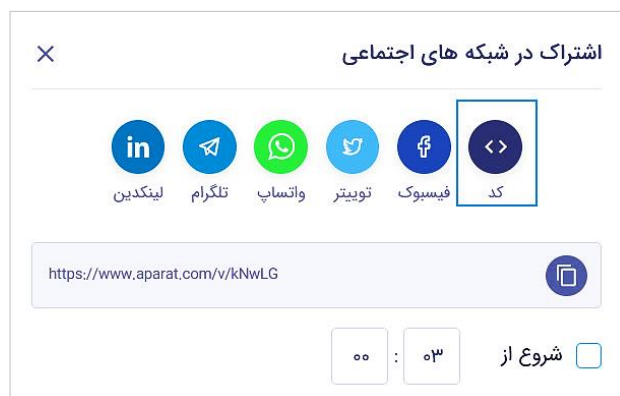 اشتراک در شبکه های اجتماعی
کد فیسبوک توییتر واتساپ تلگرام لینکدین
https://www.aparat.com/v/kNwLG
شروع از ۰۳ : ۰۰